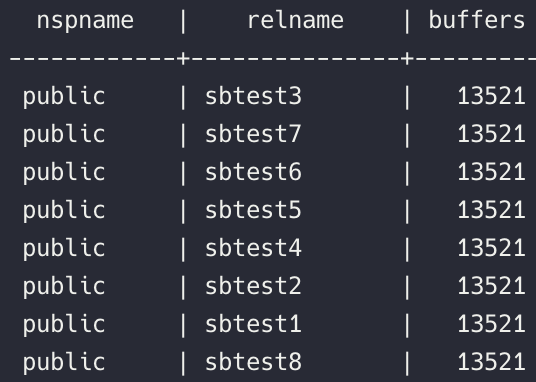 nspname   |    relname    | buffers
------------+---------------+---------
 public     | sbtest3       |   13521
 public     | sbtest7       |   13521
 public     | sbtest6       |   13521
 public     | sbtest5       |   13521
 public     | sbtest4       |   13521
 public     | sbtest2       |   13521
 public     | sbtest1       |   13521
 public     | sbtest8       |   13521